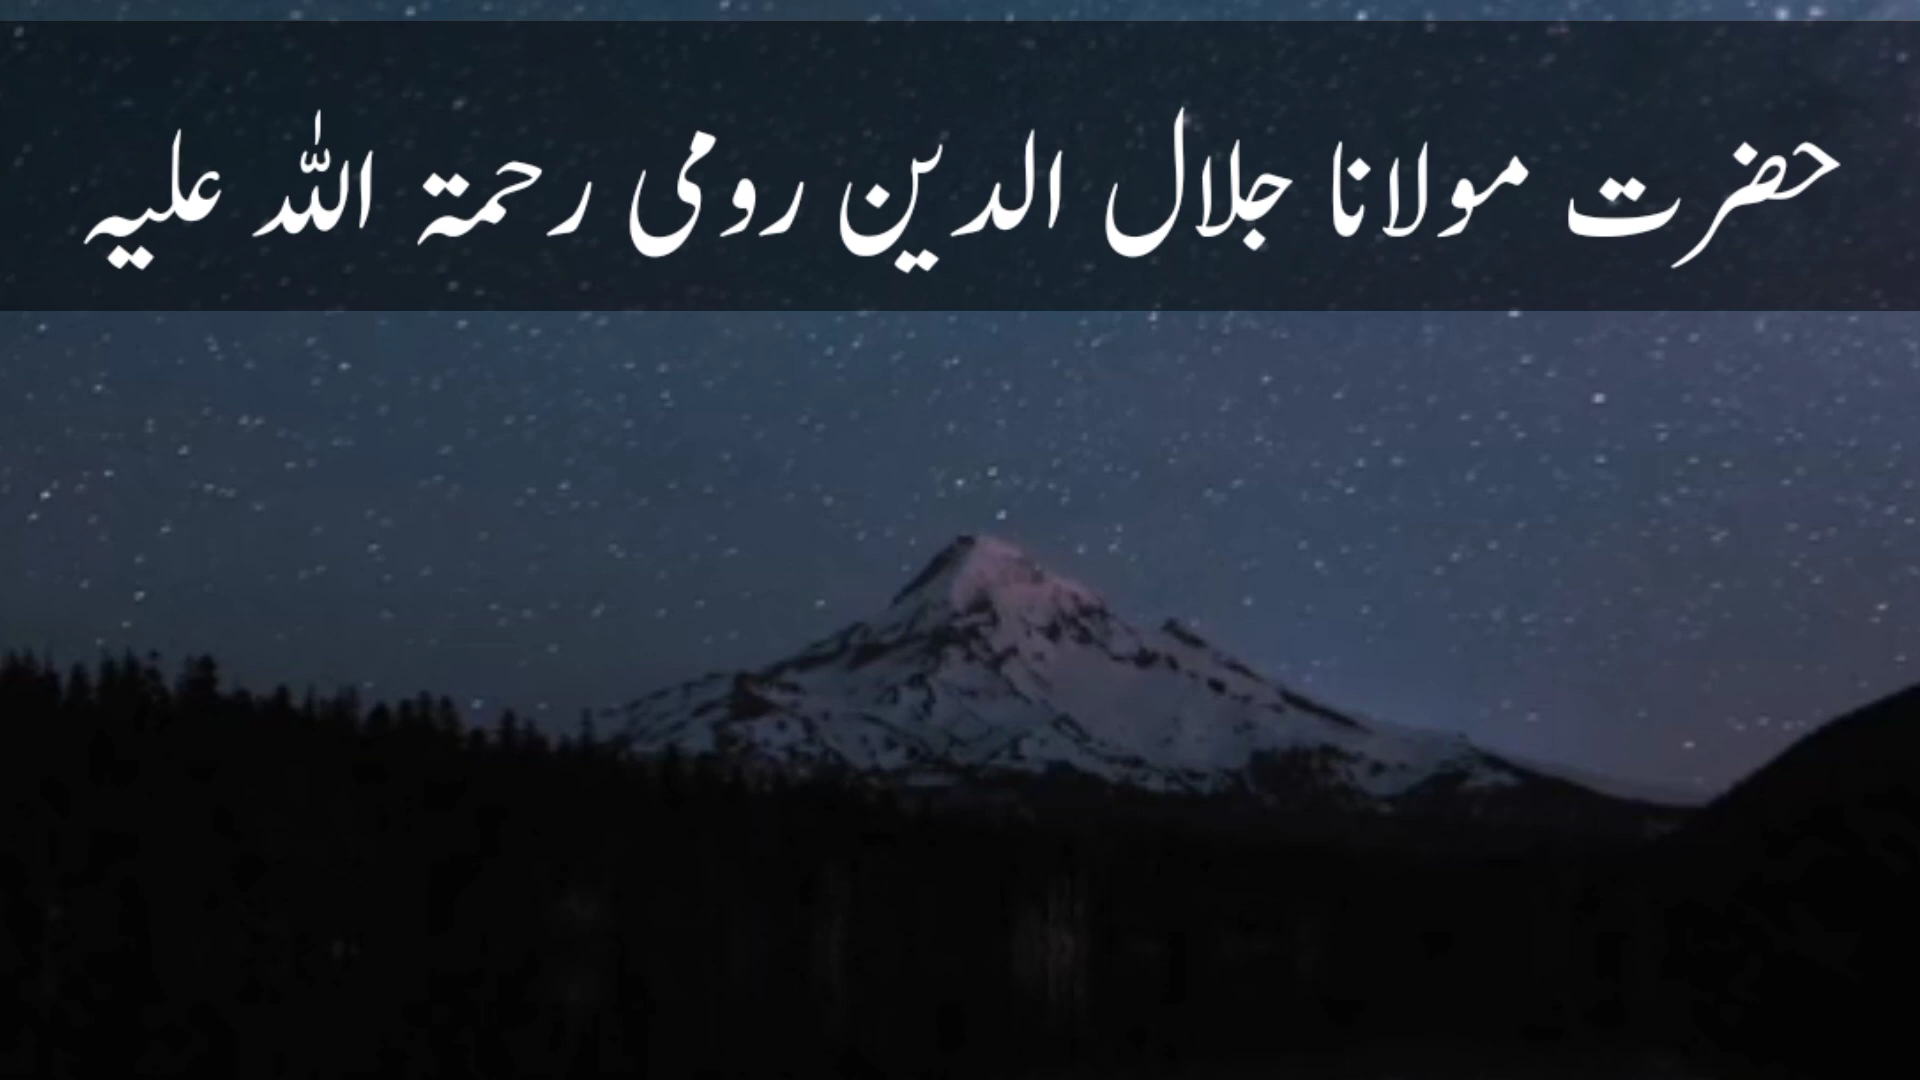 حضرت مولانا جلال الدین رومی رحمۃ اللہ علیہ